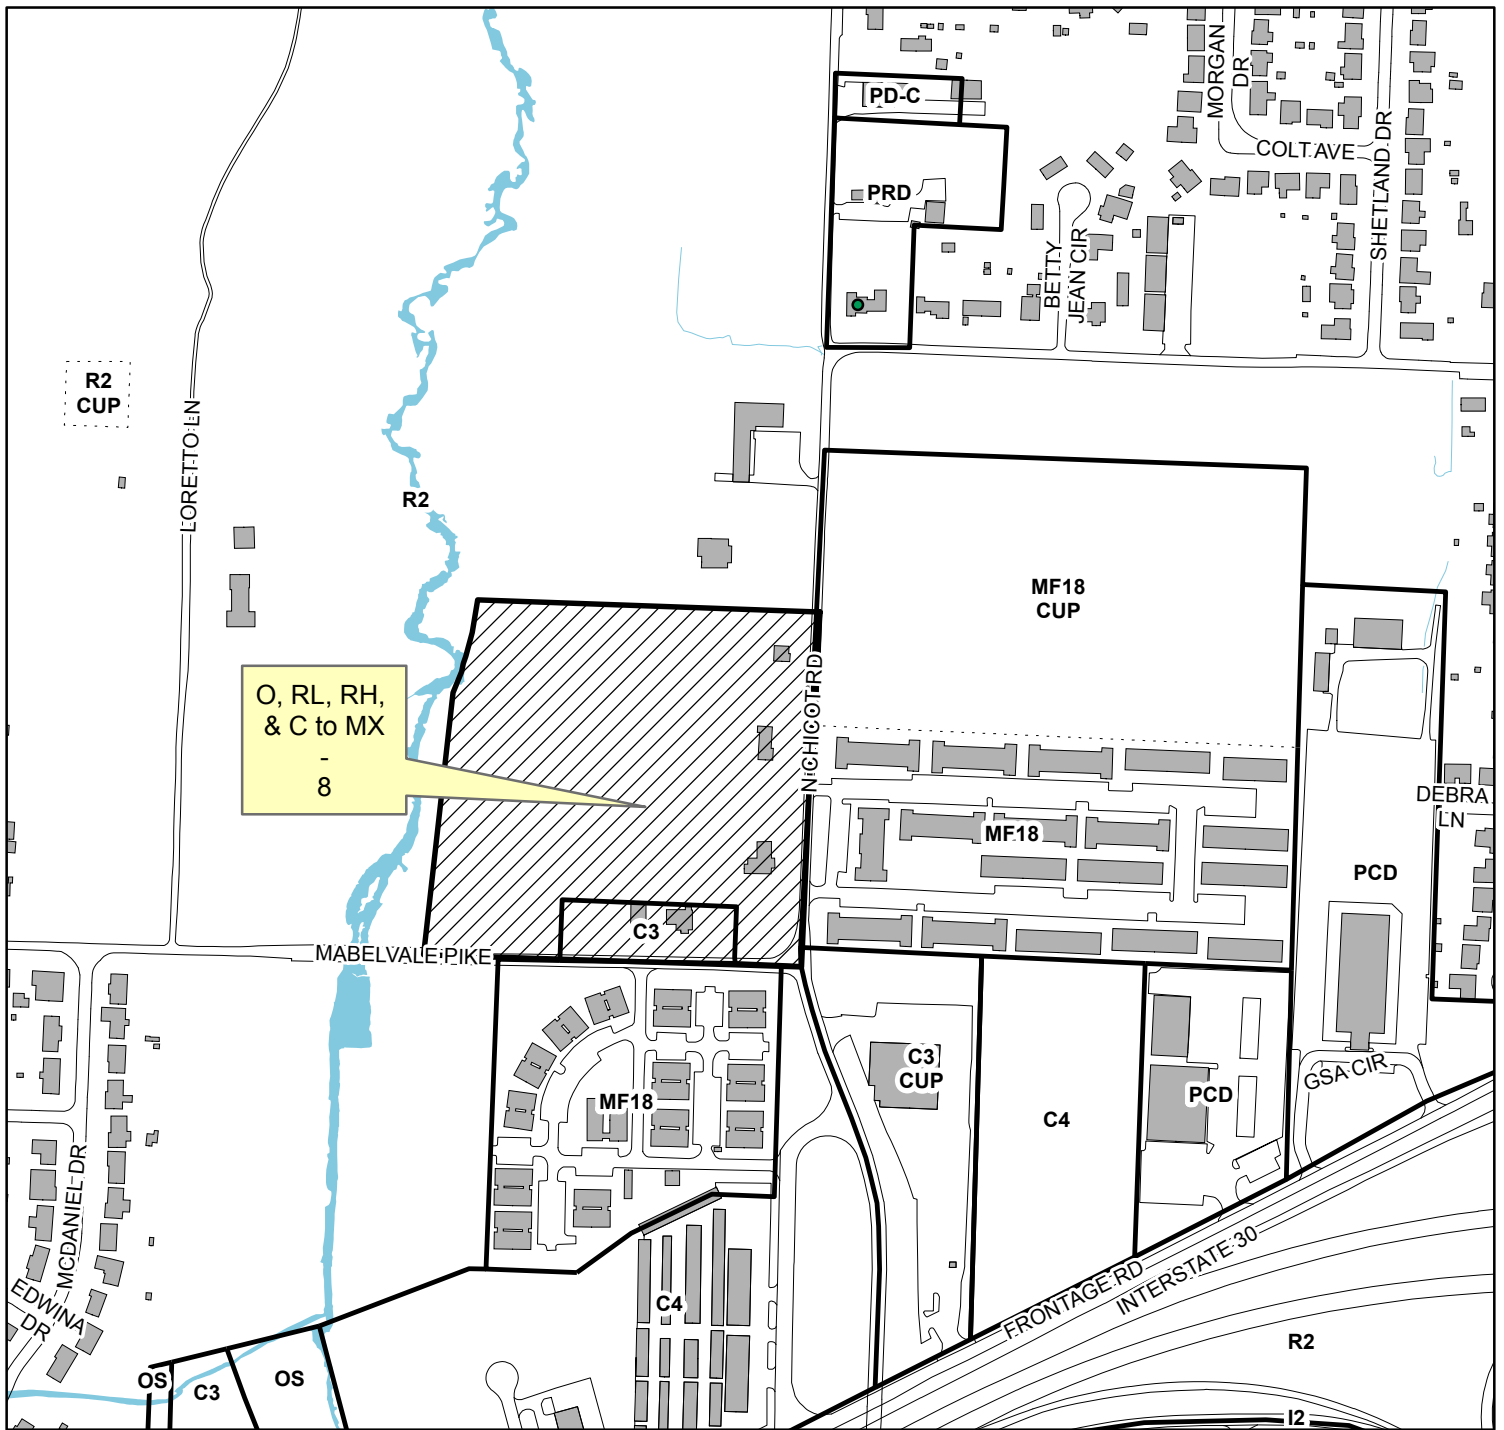 MORGAN
DR
PD-C
COLT AVE
SHETLAND DR
PRD
BETTY
JEAN CIR
R2
CUP
LORETTO LN
R2
MF18
CUP
N CHICOT RD
O, RL, RH,
& C to MX
-
8
DEBRA
LN
MF18
PCD
C3
MABELVALE PIKE
C3
CUP
GSA CIR
PCD
MF18
C4
MCDANIEL DR
EDWINA
DR
FRONTAGE RD
INTERSTATE 30
C4
R2
OS
C3
OS
I2